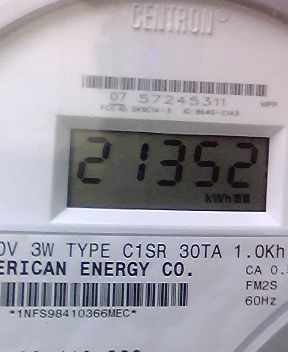 CENTRON®
07 57245311
21352
kWh
V 3W TYPE C1SR 30TA 1.0Kh
ERICAN ENERGY CO.
CA 0.
FM2S
60Hz
*1NFS98410366MEC*